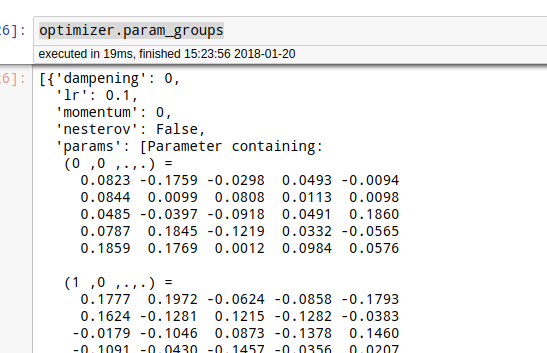 6]: optimizer.param_groups
executed in 19ms, finished 15:23:56 2018-01-20
6]: [{'dampening': 0,
'lr': 0.1,
'momentum': 0,
'nesterov': False,
'params': [Parameter containing:
(0 ,0 ,.,.) =
0.0823 -0.1759 -0.0298 0.0493 -0.0094
0.0844 0.0099 0.0808 0.0113 0.0098
0.0485 -0.0397 -0.0918 0.0491 0.1860
0.0787 0.1845 -0.1219 0.0332 -0.0565
0.1859 0.1769 0.0012 0.0984 0.0576
(1 ,0 ,.,.) =
0.1777 0.1972 -0.0624 -0.0858 -0.1793
0.1624 -0.1281 0.1215 -0.1282 -0.0383
-0.0179 -0.1046 0.0873 -0.1378 0.1460
-0.1091 -0.0430 -0.1457 -0.0356 0.0207